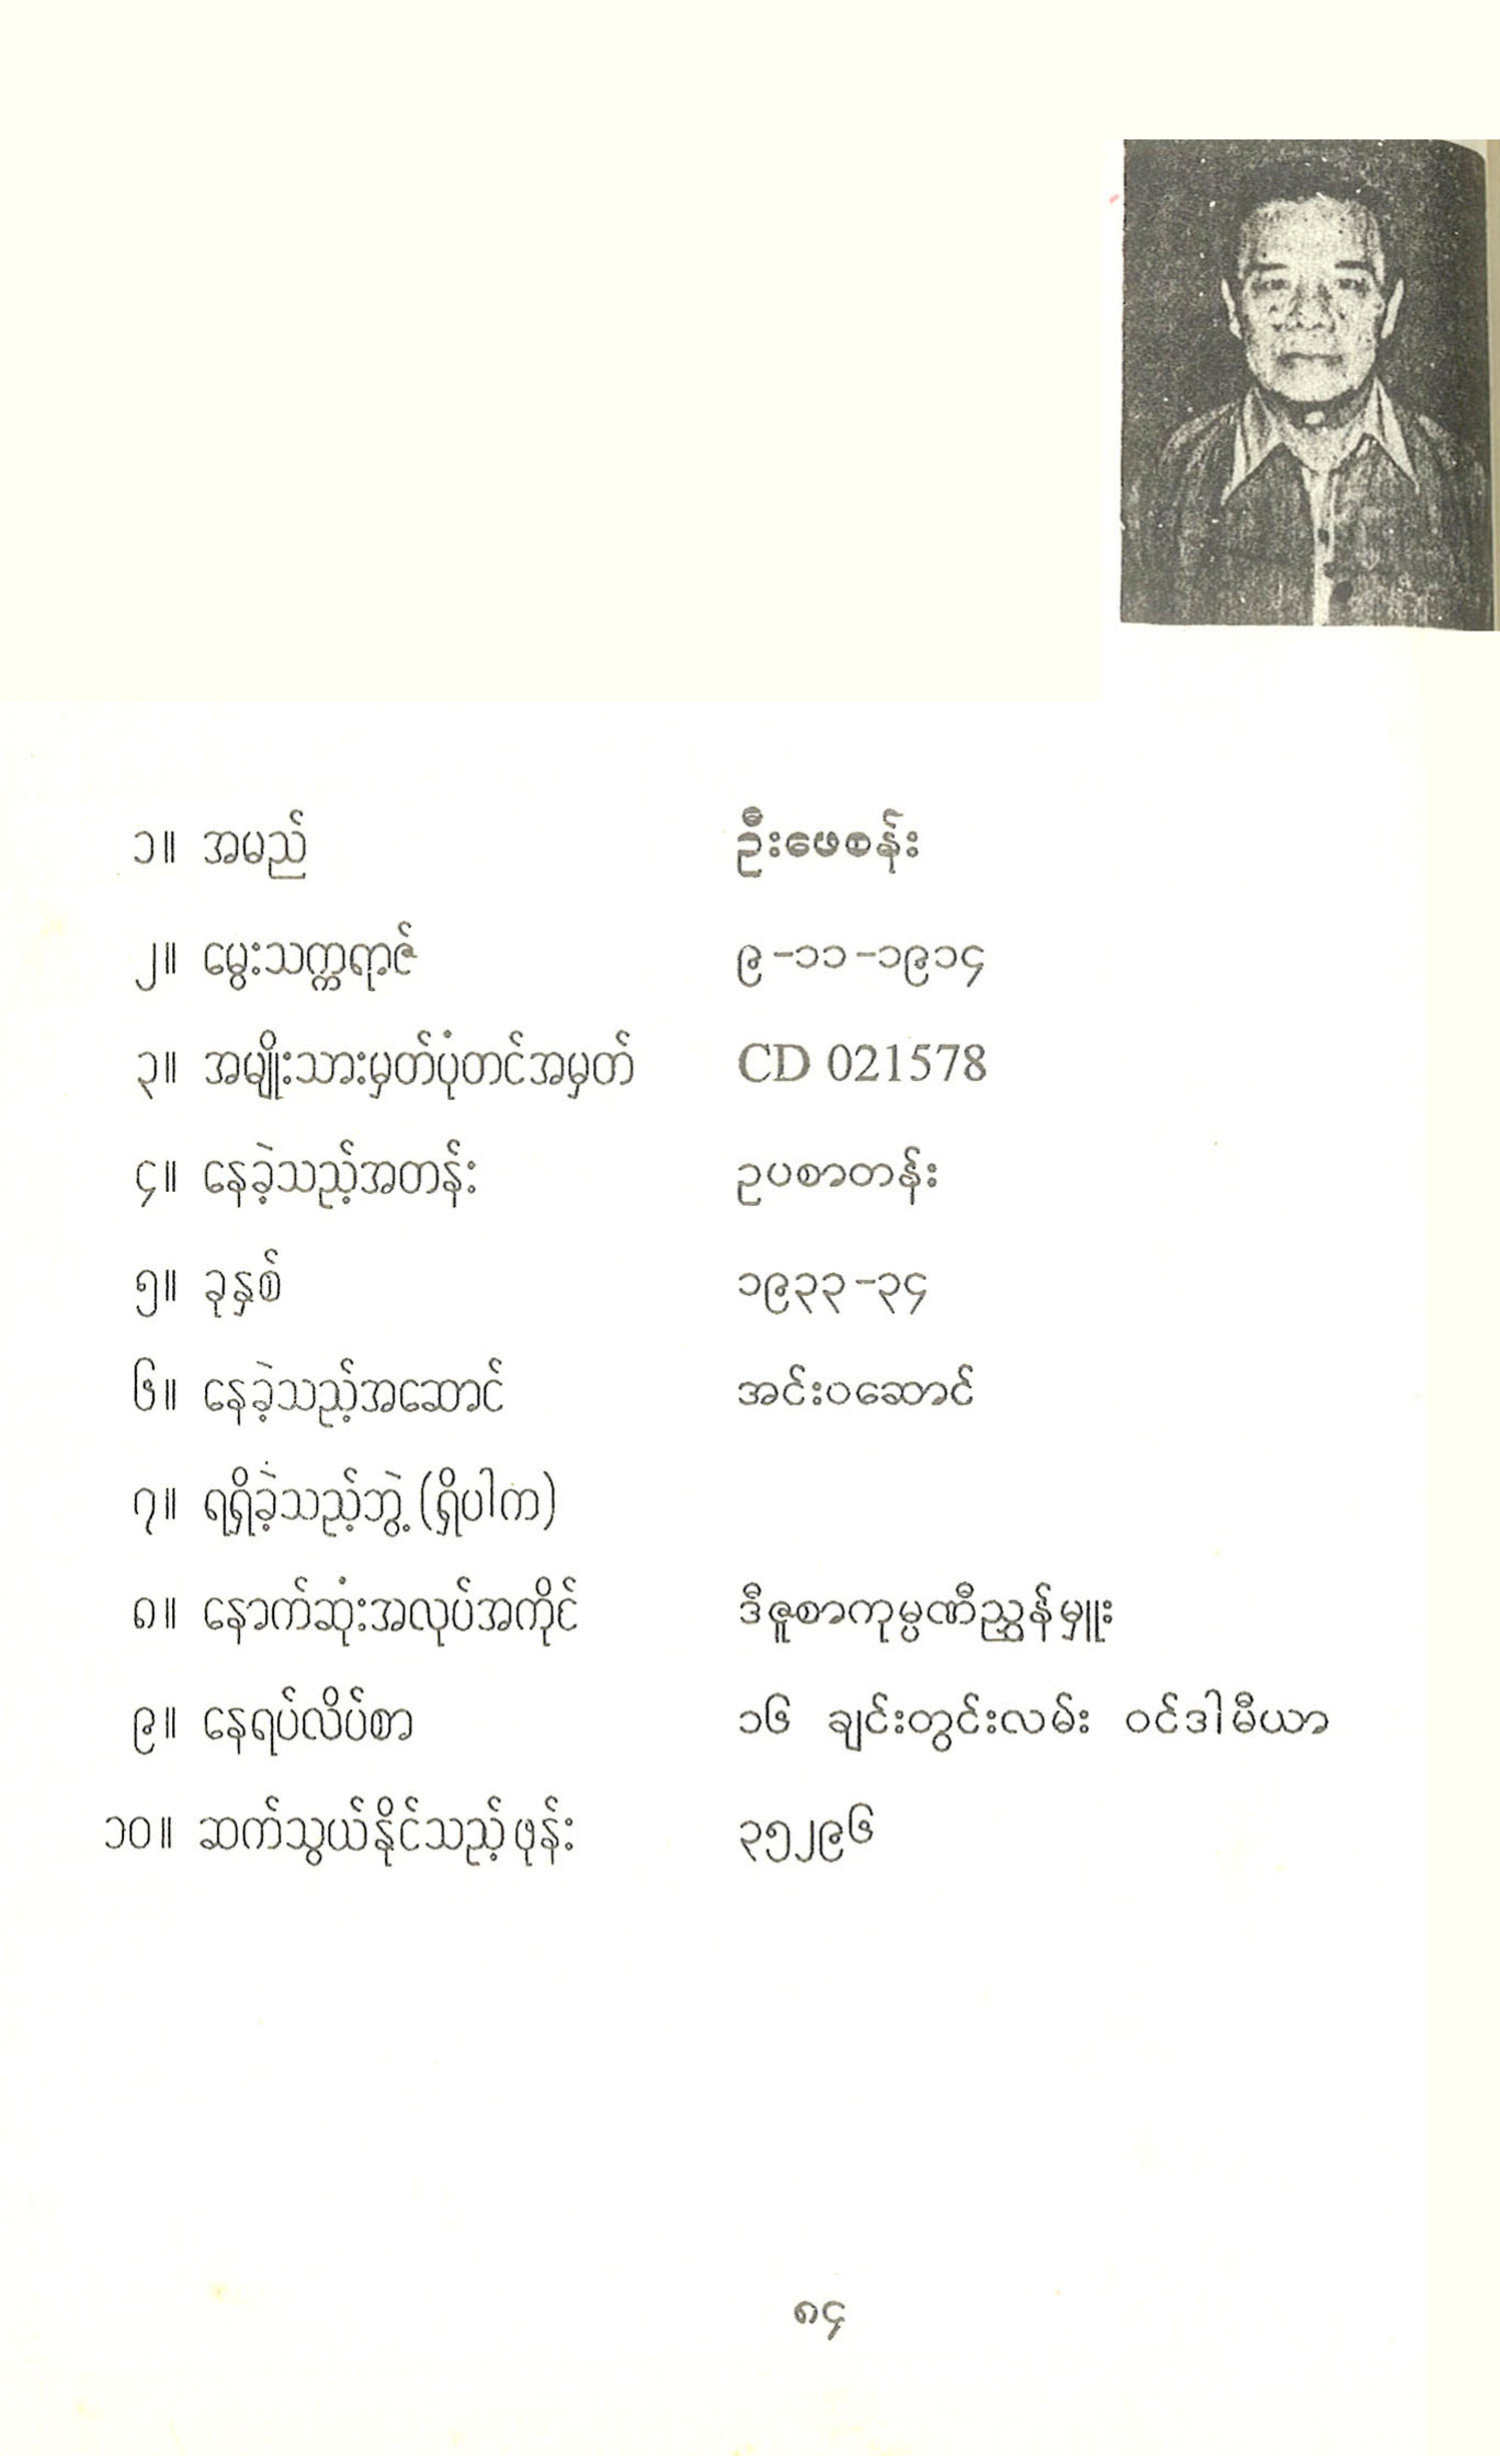 ၁။ အမည် ဦးဖေစန်း
၂။ မွေးသက္ကရာဇ် ၉-၁၁-၁၉၁၄
၃။ အမျိုးသားမှတ်ပုံတင်အမှတ် CD 021578
၄။ နေခဲ့သည့်အတန်း ဥပစာတန်း
၅။ ခုနှစ် ၁၉၃၃-၃၄
၆။ နေခဲ့သည့်အဆောင် အင်းဝဆောင်
၇။ ရရှိခဲ့သည့်ဘွဲ့ (ရှိပါက)
၈။ နောက်ဆုံးအလုပ်အကိုင် ဒီဇူစာကုမ္ပဏီညွှန်မှူး
၉။ နေရပ်လိပ်စာ ၁၆ ချင်းတွင်းလမ်း ဝင်ဒါမီယာ
၁၀။ ဆက်သွယ်နိုင်သည့်ဖုန်း ၃၅၂၉၆
၈၄